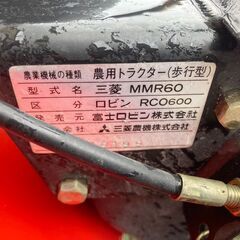 農業機械の種類 農用トラクター(歩行型)
型式名 三菱 MMR60
区分 ロビン RCO600
発売元 富士ロビン株式会社
三菱農機株式会社